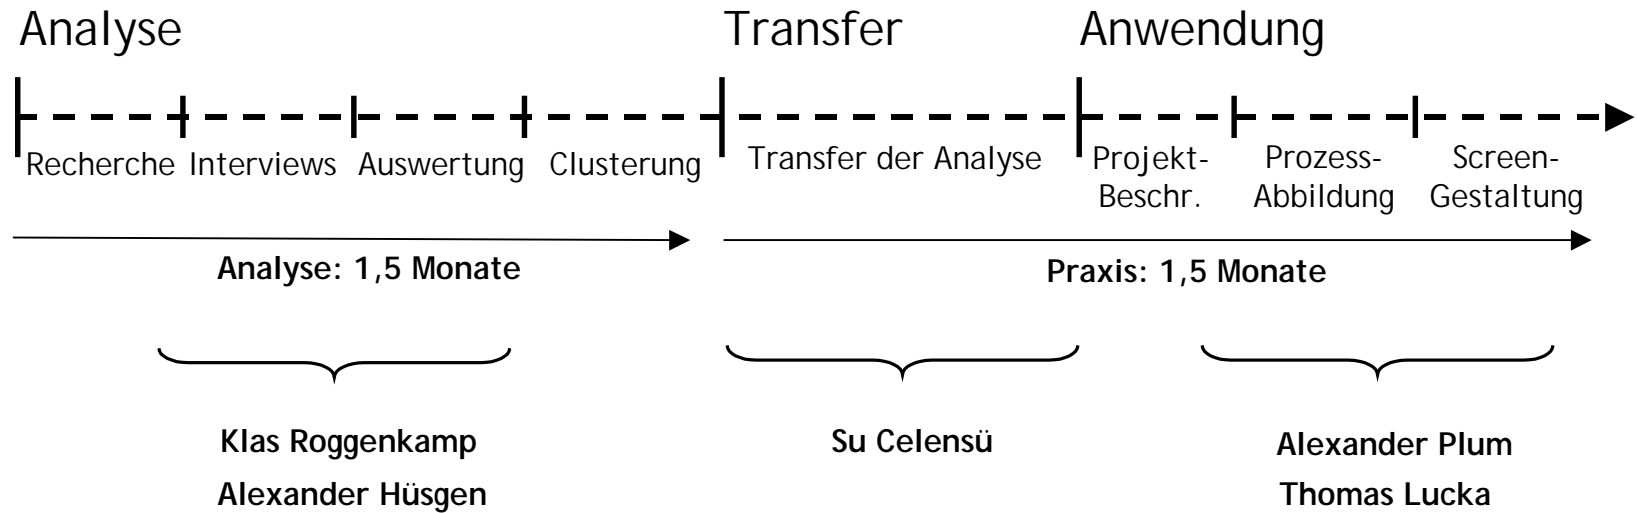 Analyse
Transfer
Anwendung
Recherche
Interviews
Auswertung
Clusterung
Transfer der Analyse
Projekt-
Beschr.
Prozess-
Abbildung
Screen-
Gestaltung
Analyse: 1,5 Monate
Praxis: 1,5 Monate
Klas Roggenkamp
Alexander Hüsgen
Su Celensü
Alexander Plum
Thomas Lucka